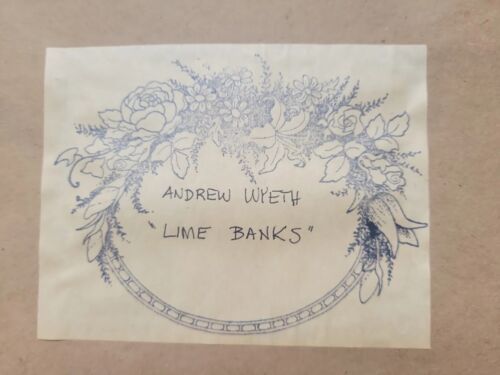 ANDREW WYETH
LIME BANKS"